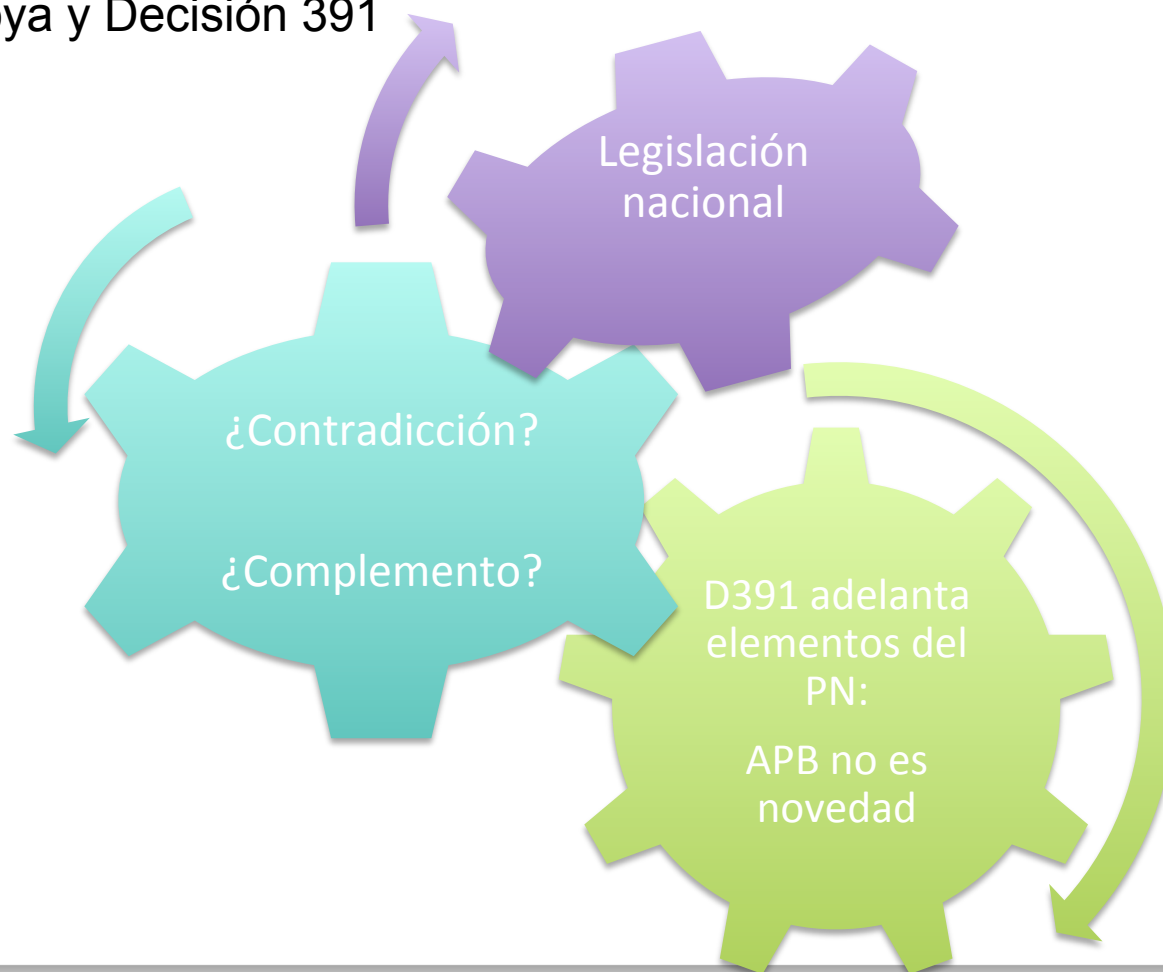 ya y Decisión 391
Legislación
nacional
¿Contradicción?
¿Complemento?
D391 adelanta
elementos del
PN:
APB no es
novedad